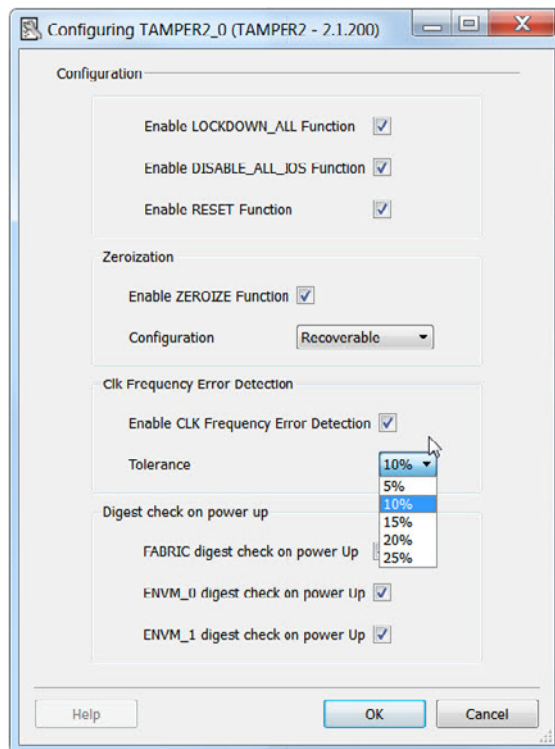 Configuring TAMPER2_0 (TAMPER2 - 2.1.200)
Configuration
Enable LOCKDOWN_ALL Function
Enable DISABLE_ALL_IOS Function
Enable RESET Function
Zeroization
Enable ZEROIZE Function
Configuration Recoverable
Clk Frequency Error Detection
Enable CLK Frequency Error Detection
Tolerance 10%
5%
10%
15%
20%
25%
Digest check on power up
FABRIC digest check on power Up
ENVM_0 digest check on power Up
ENVM_1 digest check on power Up
Help OK Cancel